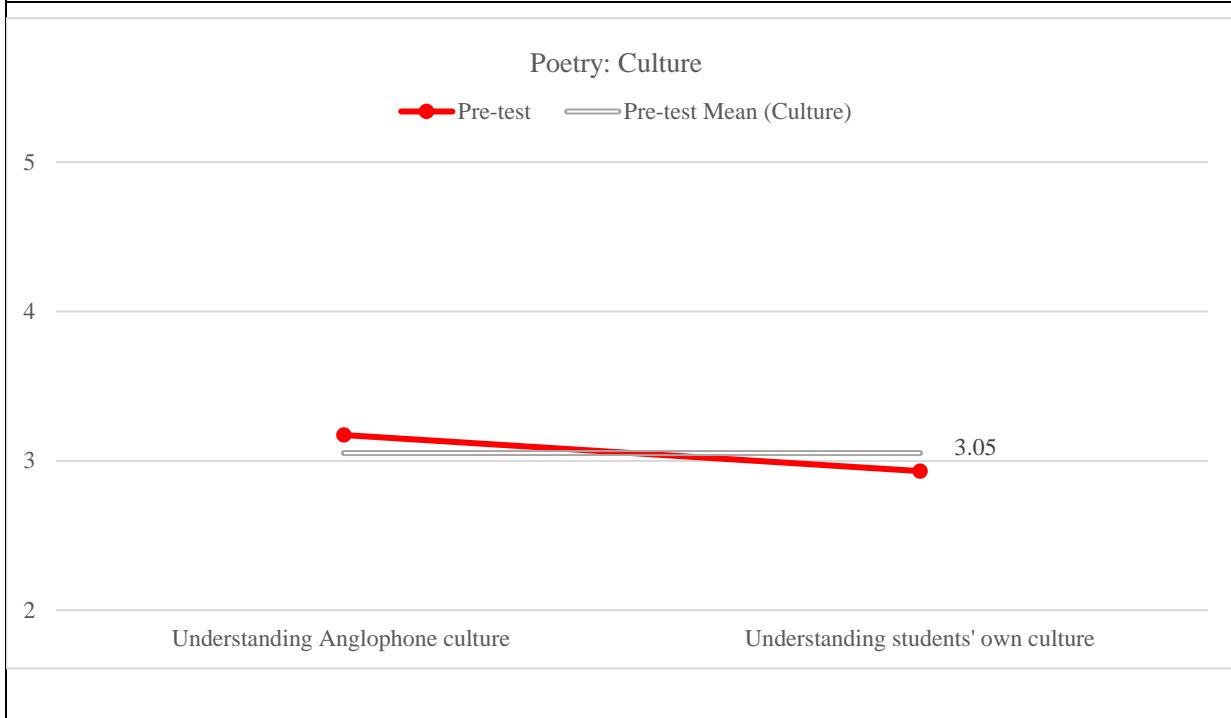 Poetry: Culture
Pre-test Pre-test Mean (Culture)
5
4
3
3.05
2
Understanding Anglophone culture Understanding students' own culture